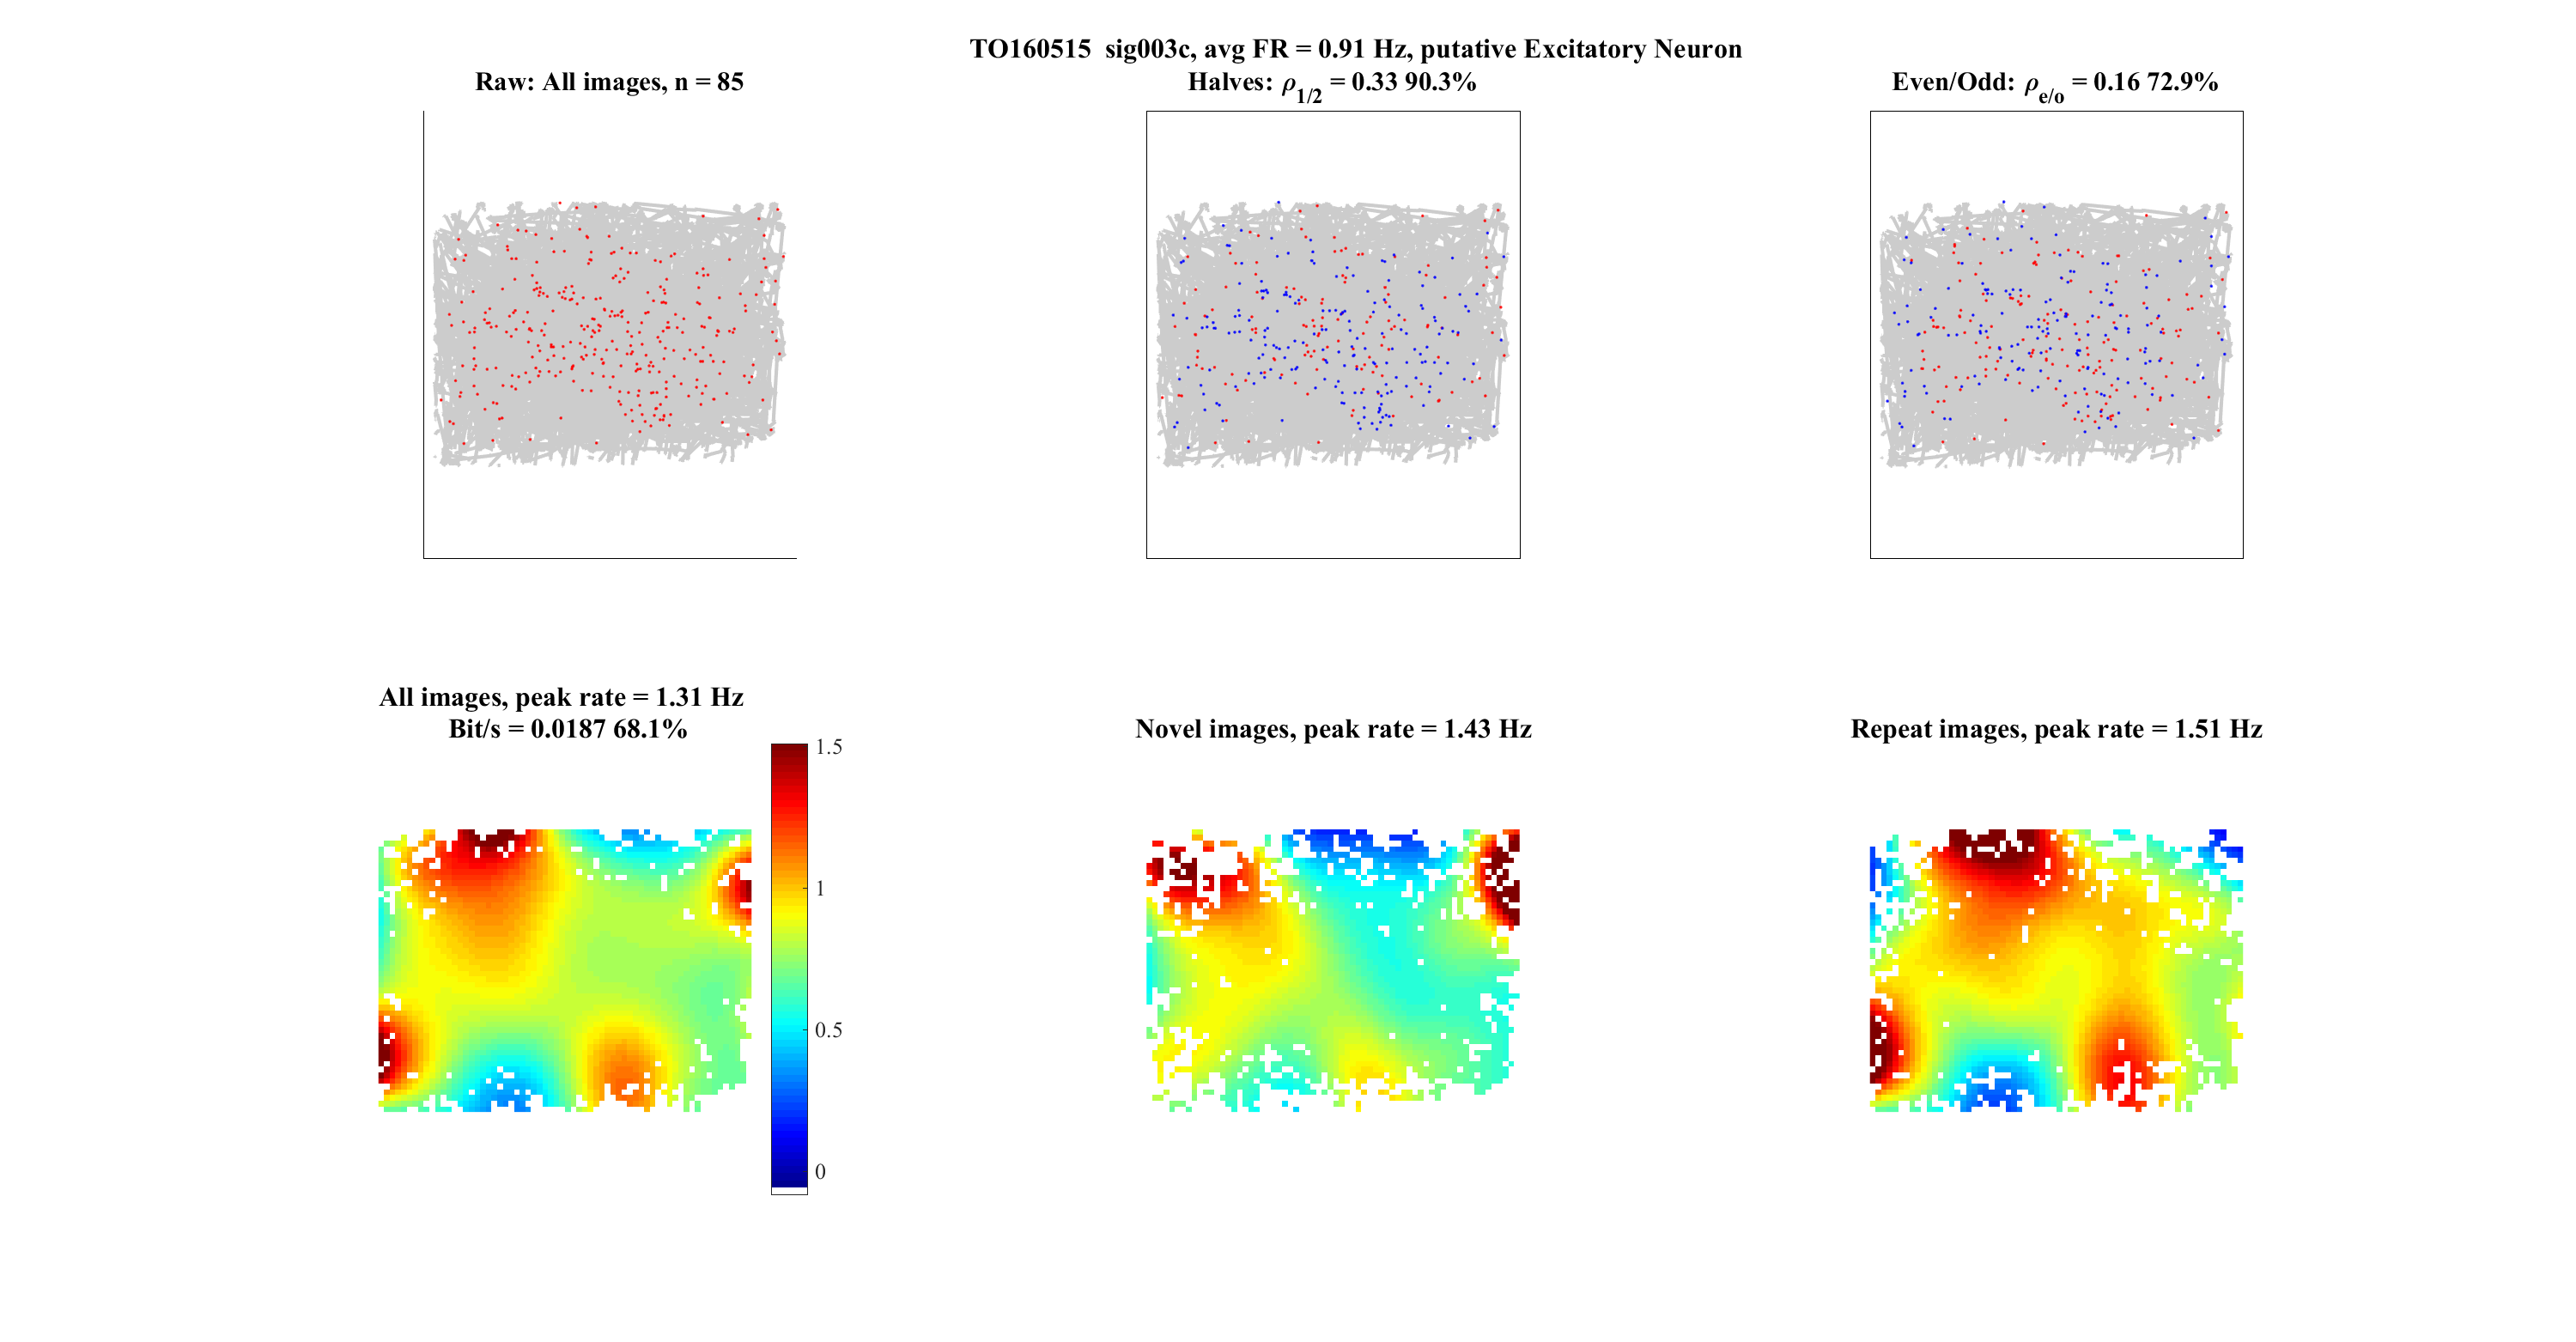 TO160515  sig003c, avg FR = 0.91 Hz, putative Excitatory Neuron
Raw: All images, n = 85
Halves: ρ1/2 = 0.33 90.3%
Even/Odd: ρe/o = 0.16 72.9%
All images, peak rate = 1.31 Hz
Bit/s = 0.0187 68.1%
1.5
1
0.5
0
Novel images, peak rate = 1.43 Hz
Repeat images, peak rate = 1.51 Hz